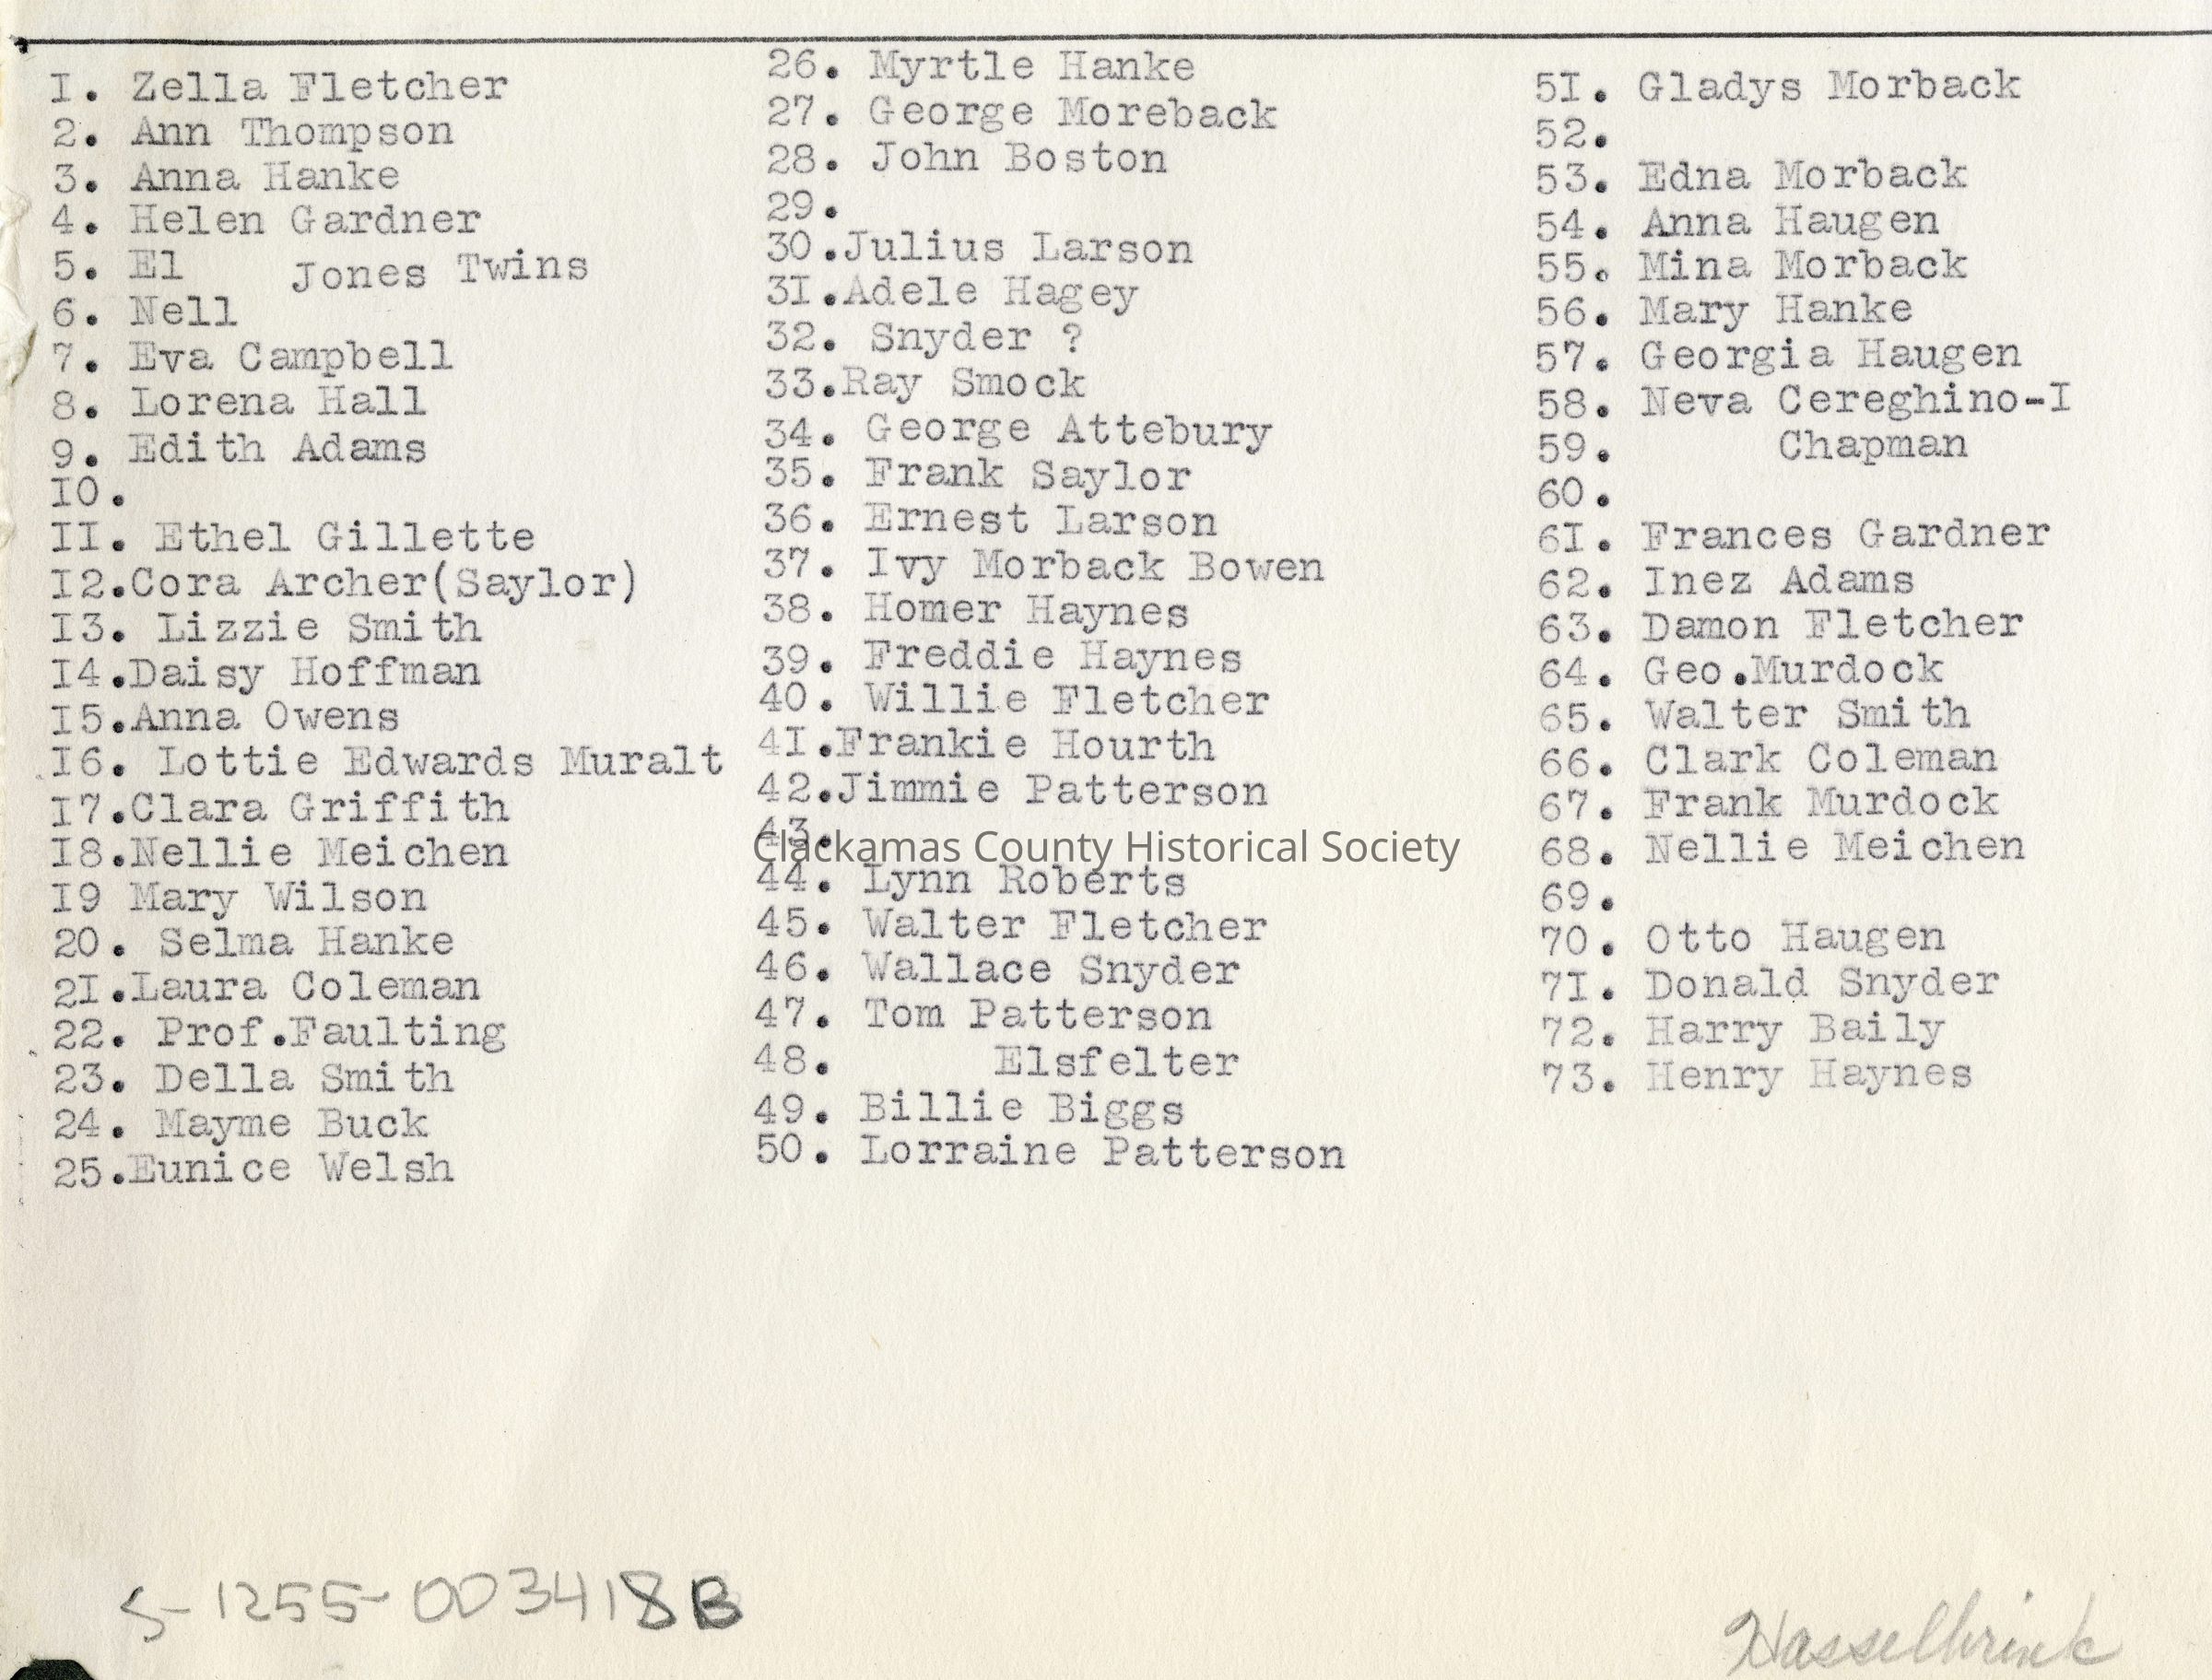 I. Zella Fletcher
2. Ann Thompson
3. Anna Hanke
4. Helen Gardner
5. El Jones Twins
6. Nell
7. Eva Campbell
8. Lorena Hall
9. Edith Adams
I0.
II. Ethel Gillette
I2.Cora Archer(Saylor)
I3. Lizzie Smith
I4.Daisy Hoffman
I5.Anna Owens
I6. Lottie Edwards Muralt
I7.Clara Griffith
I8.Nellie Meichen
I9 Mary Wilson
20. Selma Hanke
2I.Laura Coleman
22. Prof.Faulting
23. Della Smith
24. Mayme Buck
25.Eunice Welsh
26. Myrtle Hanke
27. George Moreback
28. John Boston
29.
30.Julius Larson
3I.Adele Hagey
32. Snyder ?
33.Ray Smock
34. George Attebury
35. Frank Saylor
36. Ernest Larson
37. Ivy Morback Bowen
38. Homer Haynes
39. Freddie Haynes
40. Willie Fletcher
4I.Frankie Hourth
42.Jimmie Patterson
43.
Clackamas County Historical Society
44. Lynn Roberts
45. Walter Fletcher
46. Wallace Snyder
47. Tom Patterson
48. Elsfelter
49. Billie Biggs
50. Lorraine Patterson
5I. Gladys Morback
52.
53. Edna Morback
54. Anna Haugen
55. Mina Morback
56. Mary Hanke
57. Georgia Haugen
58. Neva Cereghino-I
59. Chapman
60.
6I. Frances Gardner
62. Inez Adams
63. Damon Fletcher
64. Geo.Murdock
65. Walter Smith
66. Clark Coleman
67. Frank Murdock
68. Nellie Meichen
69.
70. Otto Haugen
7I. Donald Snyder
72. Harry Baily
73. Henry Haynes
S-1255-003418B
Hasselbrink